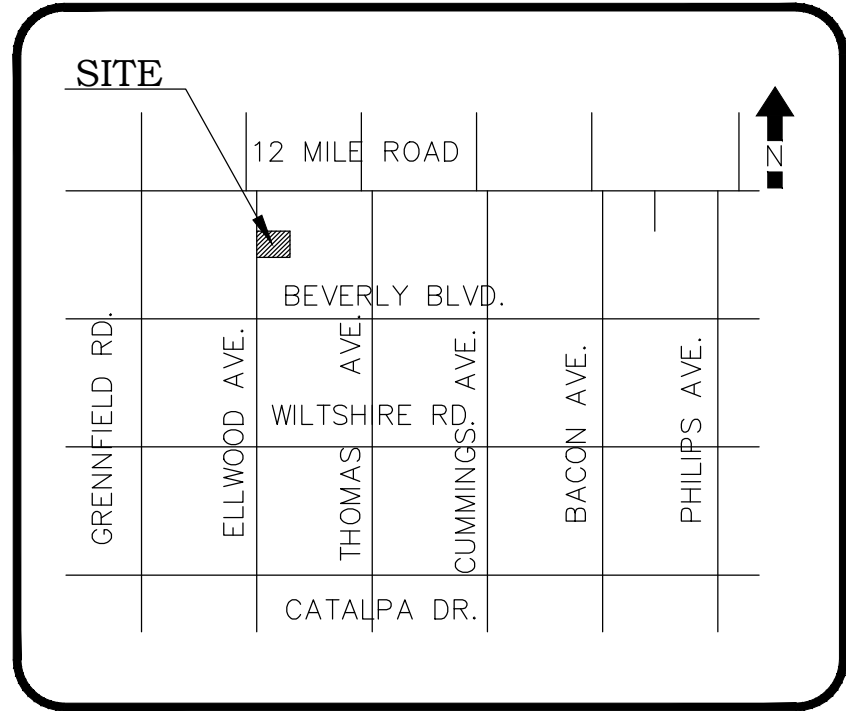 SITE
12 MILE ROAD
N
BEVERLY BLVD.
GRENNFIELD RD.
ELLWOOD AVE.
THOMAS AVE.
CUMMINGS. AVE.
BACON AVE.
PHILIPS AVE.
WILTSHIRE RD.
CATALPA DR.